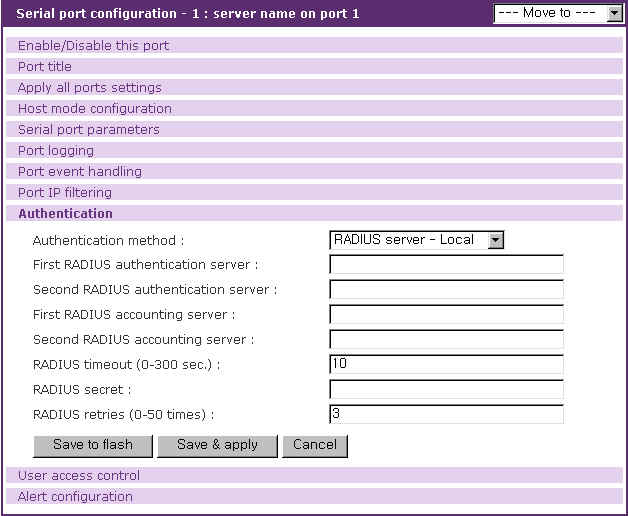 Serial port configuration - 1 : server name on port 1 --- Move to ---
Enable/Disable this port
Port title
Apply all ports settings
Host mode configuration
Serial port parameters
Port logging
Port event handling
Port IP filtering
Authentication
Authentication method : RADIUS server - Local
First RADIUS authentication server :
Second RADIUS authentication server :
First RADIUS accounting server :
Second RADIUS accounting server :
RADIUS timeout (0-300 sec.) : 10
RADIUS secret :
RADIUS retries (0-50 times) : 3
Save to flash Save & apply Cancel
User access control
Alert configuration